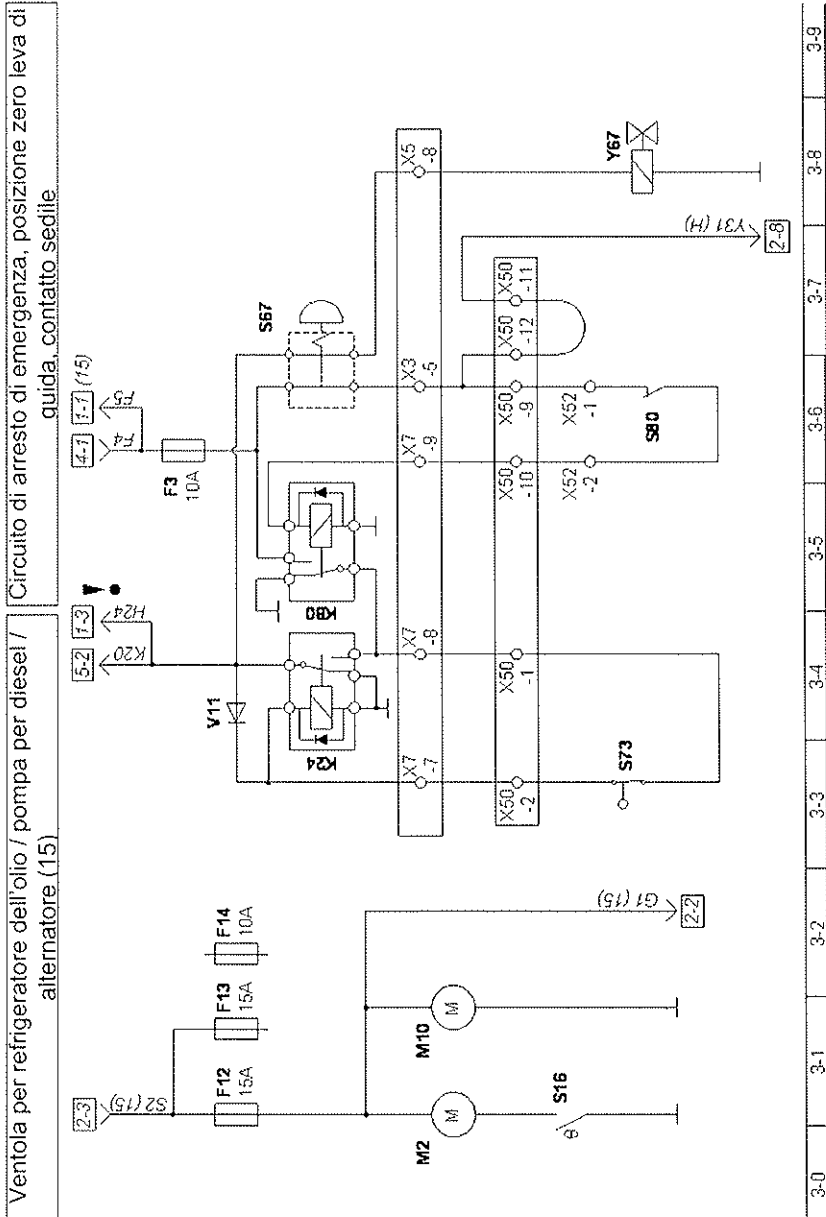 Ventola per refrigeratore dell'olio / pompa per diesel /
alternatore (15)
Circuito di arresto di emergenza, posizione zero leva di
guida, contatto sedile
2-3
S2 (15)
F12
15A
F13
15A
F14
10A
M2
M
M10
M
S16
G1 (15)
2-2
5-2
K20
1-3
H24
V11
K24
K80
4-1
F4
1-1 (15)
F5
F3
10A
S67
X7
-7
X7
-8
X7
-9
X3
-5
X5
-8
X50
-2
X50
-1
X50
-10
X50
-9
X50
-12
X50
-11
X52
-2
X52
-1
S73
S80
Y67
Y31 (H)
2-8
3-0
3-1
3-2
3-3
3-4
3-5
3-6
3-7
3-8
3-9